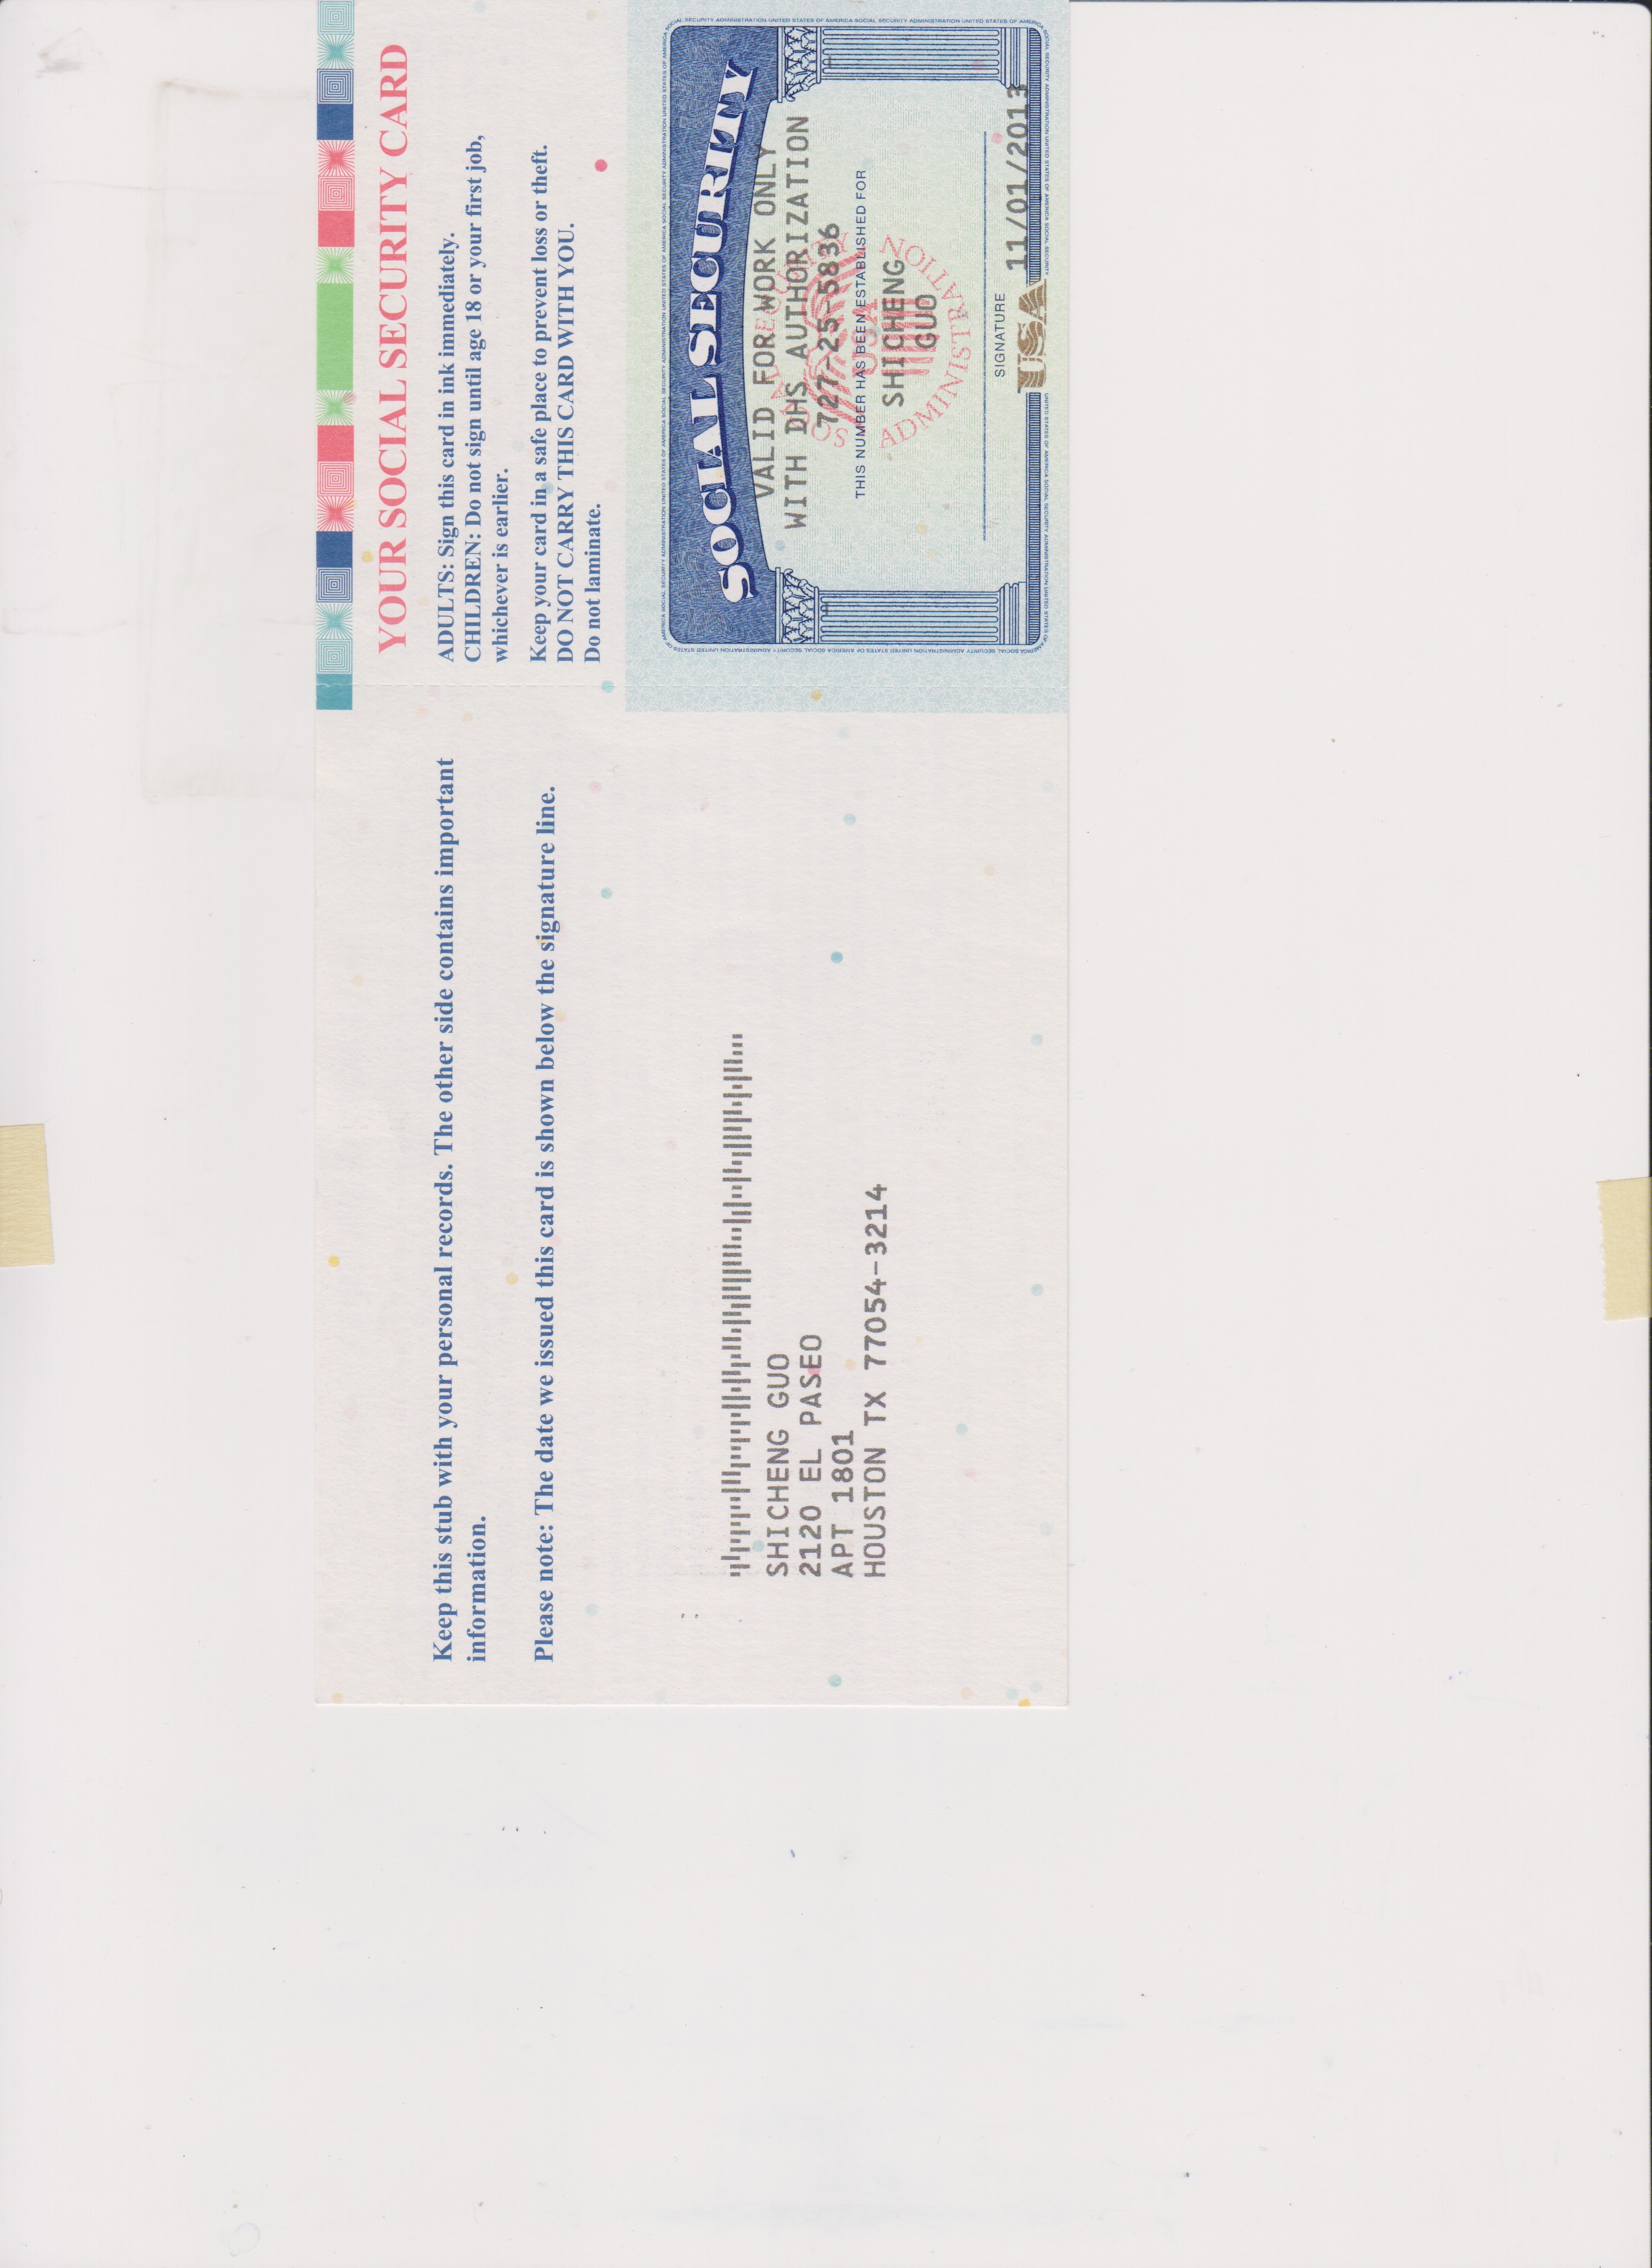 YOUR SOCIAL SECURITY CARD
ADULTS: Sign this card in ink immediately.
CHILDREN: Do not sign until age 18 or your first job,
whichever is earlier.
Keep your card in a safe place to prevent loss or theft.
DO NOT CARRY THIS CARD WITH YOU.
Do not laminate.
SOCIAL SECURITY
VALID FOR WORK ONLY
WITH DHS AUTHORIZATION
727-25-5836
THIS NUMBER HAS BEEN ESTABLISHED FOR
SHICHENG
GUO
SIGNATURE
USA
11/01/2013
Keep this stub with your personal records. The other side contains important
information.
Please note: The date we issued this card is shown below the signature line.
SHICHENG GUO
2120 EL PASEO
APT 1801
HOUSTON TX 77054-3214